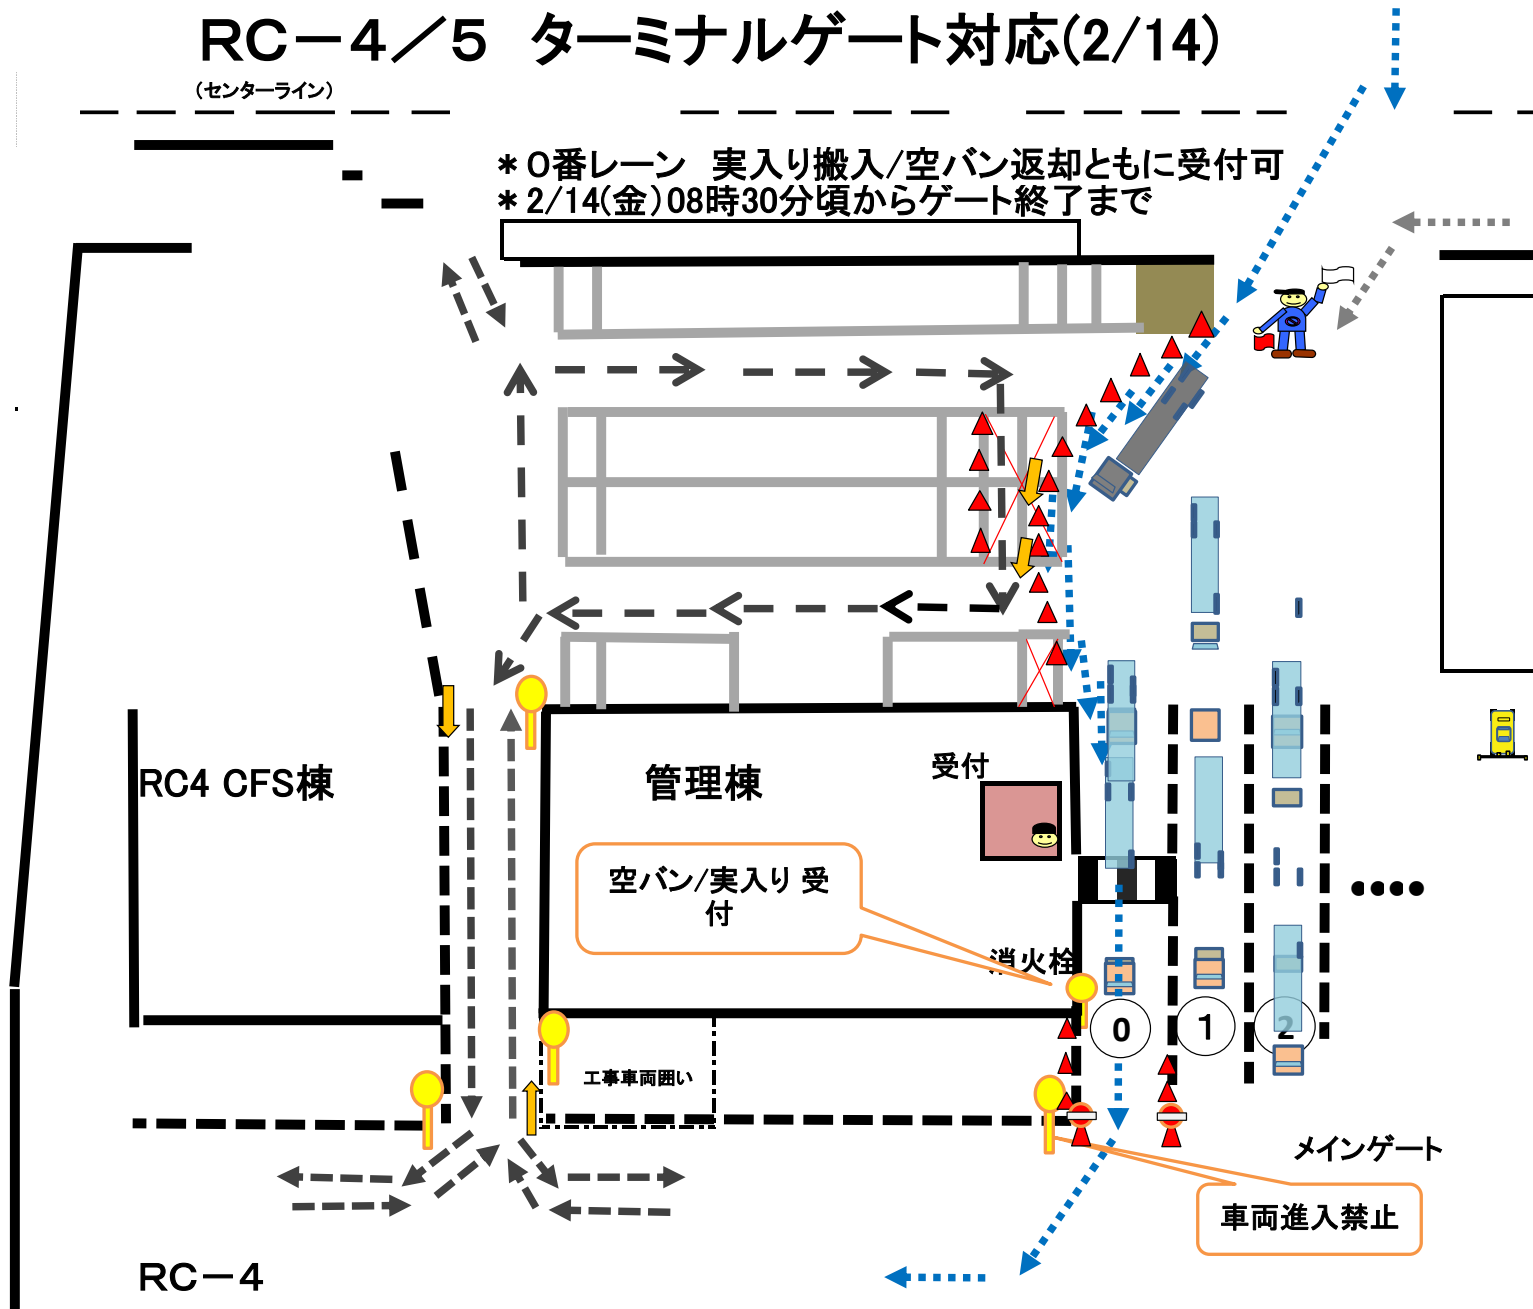 RC－4／5 ターミナルゲート対応(2/14)
(センターライン)
＊０番レーン 実入り搬入/空バン返却ともに受付可
＊2/14(金)08時30分頃からゲート終了まで
RC4 CFS棟
管理棟
受付
空バン/実入り 受
付
消火栓
0
1
2
工事車両囲い
メインゲート
車両進入禁止
RC－4